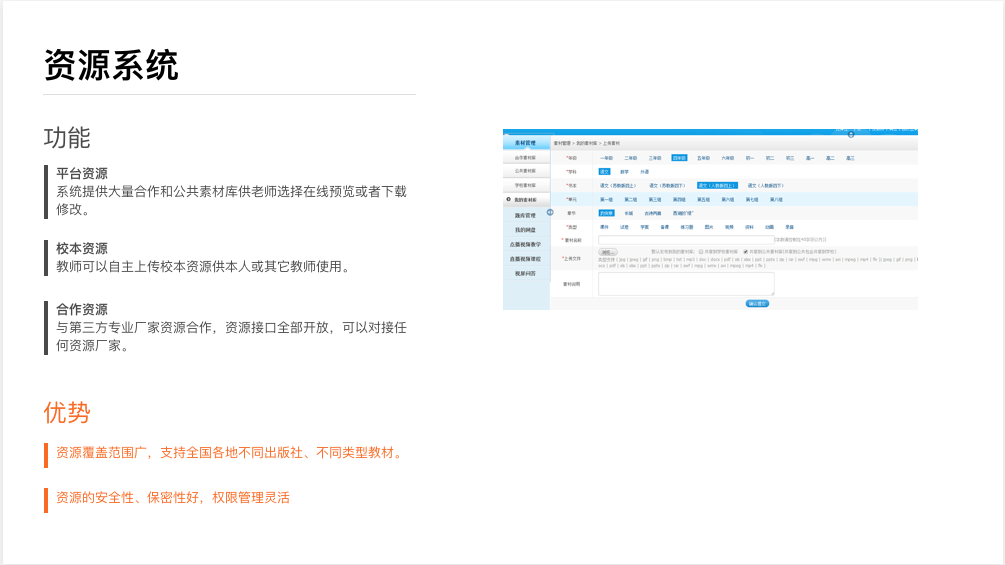 资源系统
功能
平台资源
系统提供大量合作和公共素材库供老师选择在线预览或者下载
修改。
校本资源
教师可以自主上传校本资源供本人或其它教师使用。
合作资源
与第三方专业厂家资源合作，资源接口全部开放，可以对接任
何资源厂家。
优势
资源覆盖范围广，支持全国各地不同出版社、不同类型教材。
资源的安全性、保密性好，权限管理灵活
素材管理
素材管理 > 我的素材库 > 上传素材
合作素材库
公共素材库
学校素材库
我的素材库
题库管理
我的网盘
点播视频教学
直播视频课程
视屏问答
*年级 一年级 二年级 三年级 四年级 五年级 六年级 初一 初二 初三 高一 高二 高三
*学科 语文 数学 外语
*书本 语文（苏教版四上） 语文（苏教版四下） 语文（人教版四上） 语文（人教版四下）
*单元 第一组 第二组 第三组 第四组 第五组 第六组 第七组 第八组
章节 长城
*类型 课件 试卷 学案 备课 练习册 图片 视频 动画 录音
*素材名称
*上传文件
素材说明
确认提交